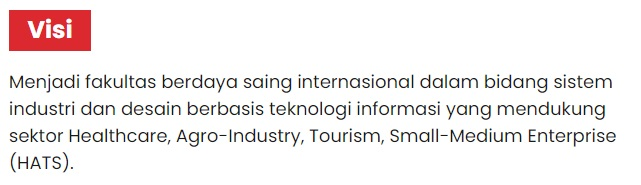 Visi
Menjadi fakultas berdaya saing internasional dalam bidang sistem
industri dan desain berbasis teknologi informasi yang mendukung
sektor Healthcare, Agro-Industry, Tourism, Small-Medium Enterprise
(HATS).